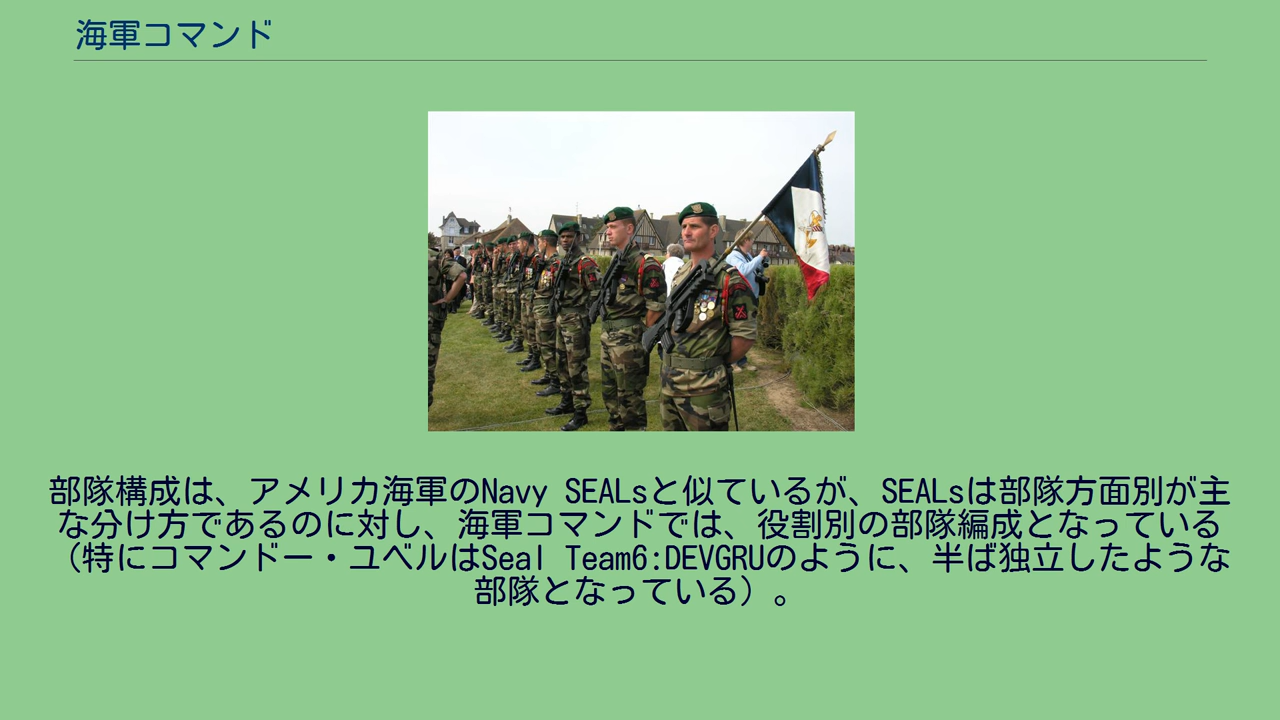 海軍コマンド
部隊構成は、アメリカ海軍のNavy SEALsと似ているが、SEALsは部隊方面別が主
な分け方であるのに対し、海軍コマンドでは、役割別の部隊編成となっている
（特にコマンドー・ユベルはSeal Team6:DEVGRUのように、半ば独立したような
部隊となっている）。